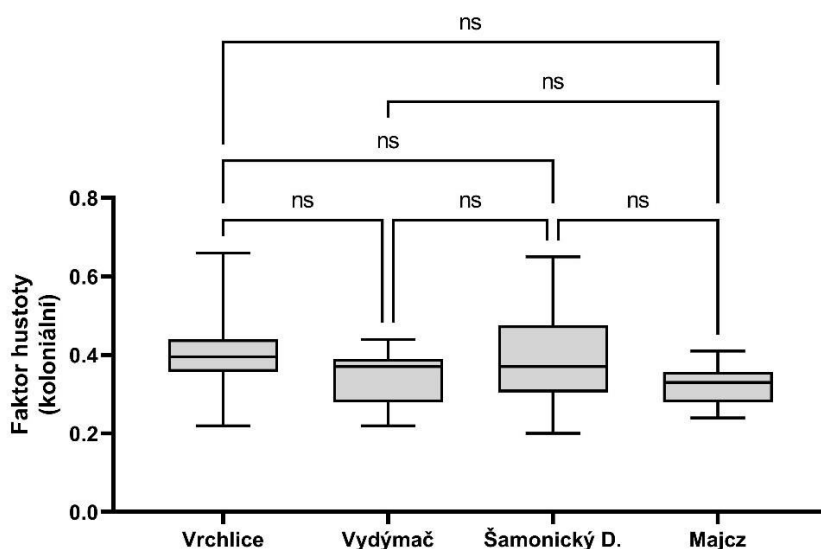 ns
ns
ns
ns ns ns
0.8
0.6
0.4
0.2
0.0
Faktor hustoty
(koloniální)
Vrchlice Vydýmač Šamonický D. Majcz